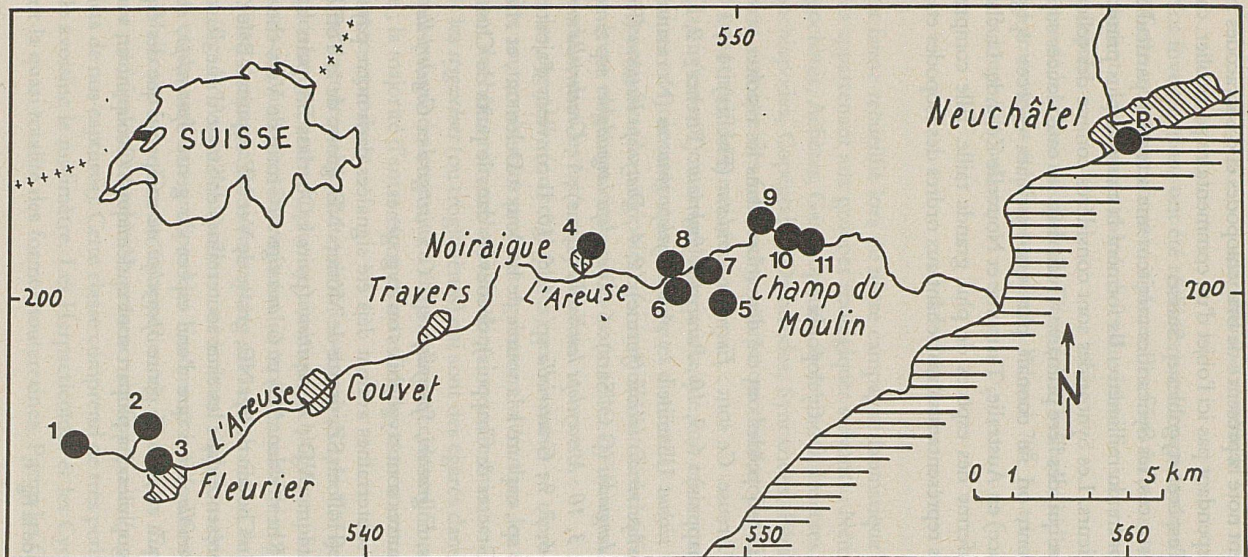 550
SUISSE
Neuchâtel
P₁
9
4
Noiraigue
8
10
11
7
L'Areuse
Travers
6
5
Champ du
Moulin
200
200
Couvet
L'Areuse
2
1
3
Fleurier
N
0 1 5 km
540
550
560